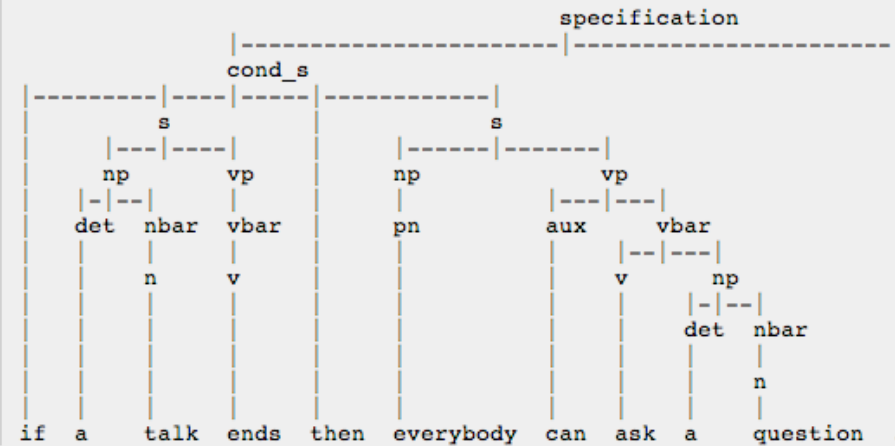 specification
cond_s
s s
np vp np vp
det nbar vbar pn aux vbar
n v v np
det nbar
n
if a talk ends then everybody can ask a question